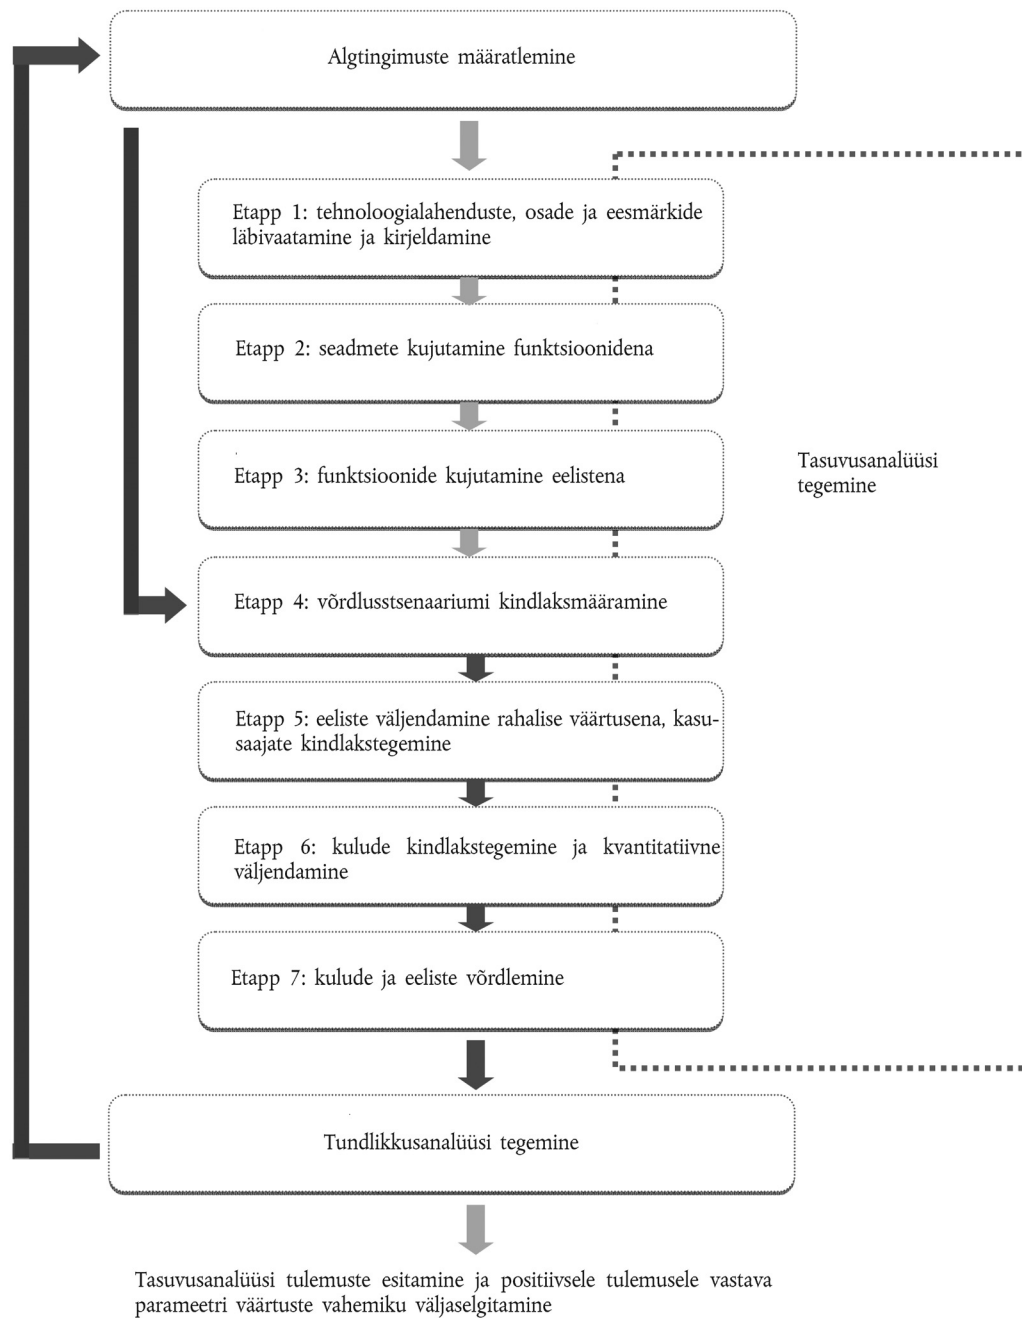 Algtingimuste määratlemine
Etapp 1: tehnoloogialahenduste, osade ja eesmärkide
läbivaatamine ja kirjeldamine
Etapp 2: seadmete kujutamine funktsioonidena
Etapp 3: funktsioonide kujutamine eelistena
Tasuvusanalüüsi
tegemine
Etapp 4: võrdlusstsenaariumi kindlaksmääramine
Etapp 5: eeliste väljendamine rahalise väärtusena, kasu-
saajate kindlakstegemine
Etapp 6: kulude kindlakstegemine ja kvantitatiivne
väljendamine
Etapp 7: kulude ja eeliste võrdlemine
Tundlikkusanalüüsi tegemine
Tasuvusanalüüsi tulemuste esitamine ja positiivsele tulemusele vastava
parameetri väärtuste vahemiku väljaselgitamine